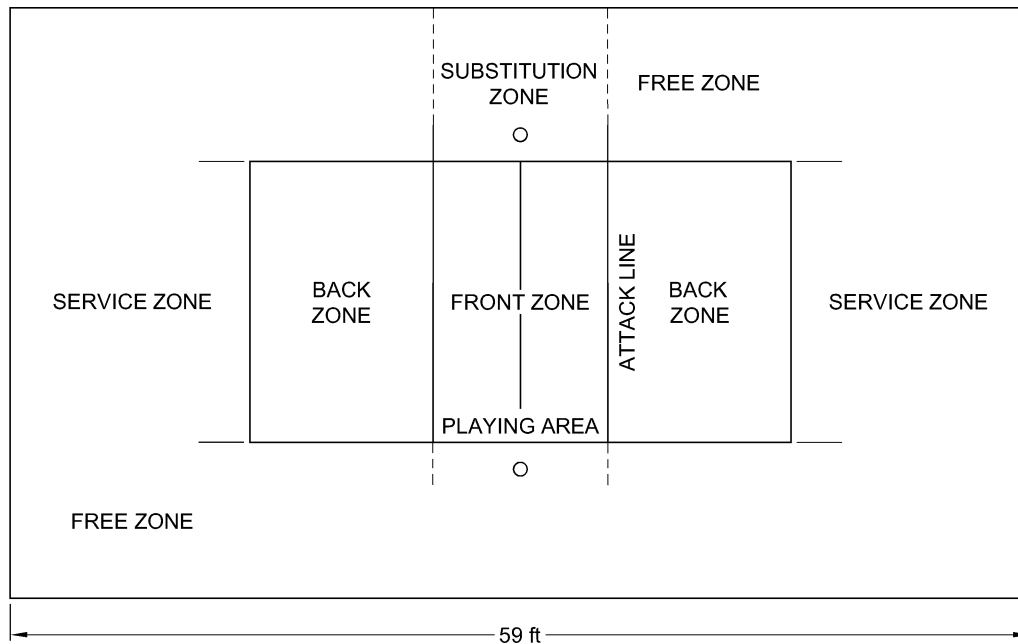 SUBSTITUTION
ZONE
FREE ZONE
SERVICE ZONE
BACK
ZONE
FRONT ZONE
ATTACK LINE
BACK
ZONE
SERVICE ZONE
PLAYING AREA
FREE ZONE
59 ft